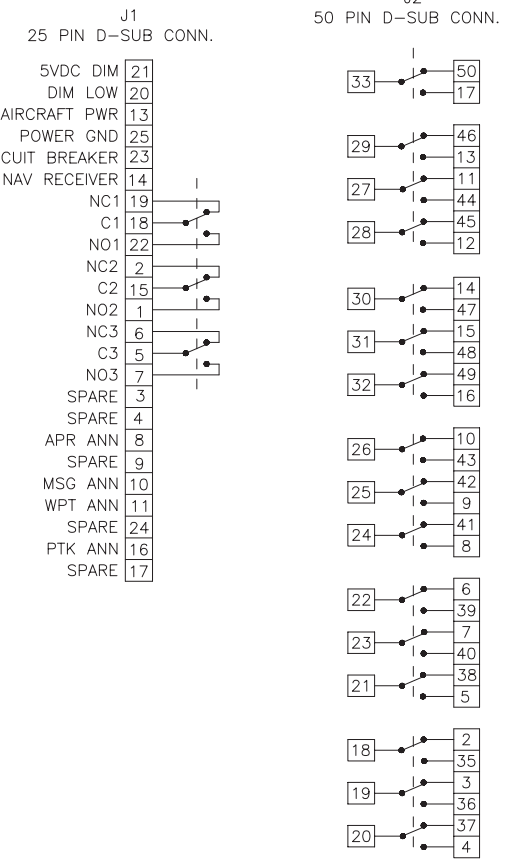 J1
25 PIN D-SUB CONN.
5VDC DIM 21
DIM LOW 20
AIRCRAFT PWR 13
POWER GND 25
CUIT BREAKER 23
NAV RECEIVER 14
NC1 19
C1 18
NO1 22
NC2 2
C2 15
NO2 1
NC3 6
C3 5
NO3 7
SPARE 3
SPARE 4
APR ANN 8
SPARE 9
MSG ANN 10
WPT ANN 11
SPARE 24
PTK ANN 16
SPARE 17
J2
50 PIN D-SUB CONN.
33 50
17
29 46
13
27 11
44
28 45
12
30 14
47
31 15
48
32 49
16
26 10
43
25 42
9
24 41
8
22 6
39
23 7
40
21 38
5
18 2
35
19 3
36
20 37
4